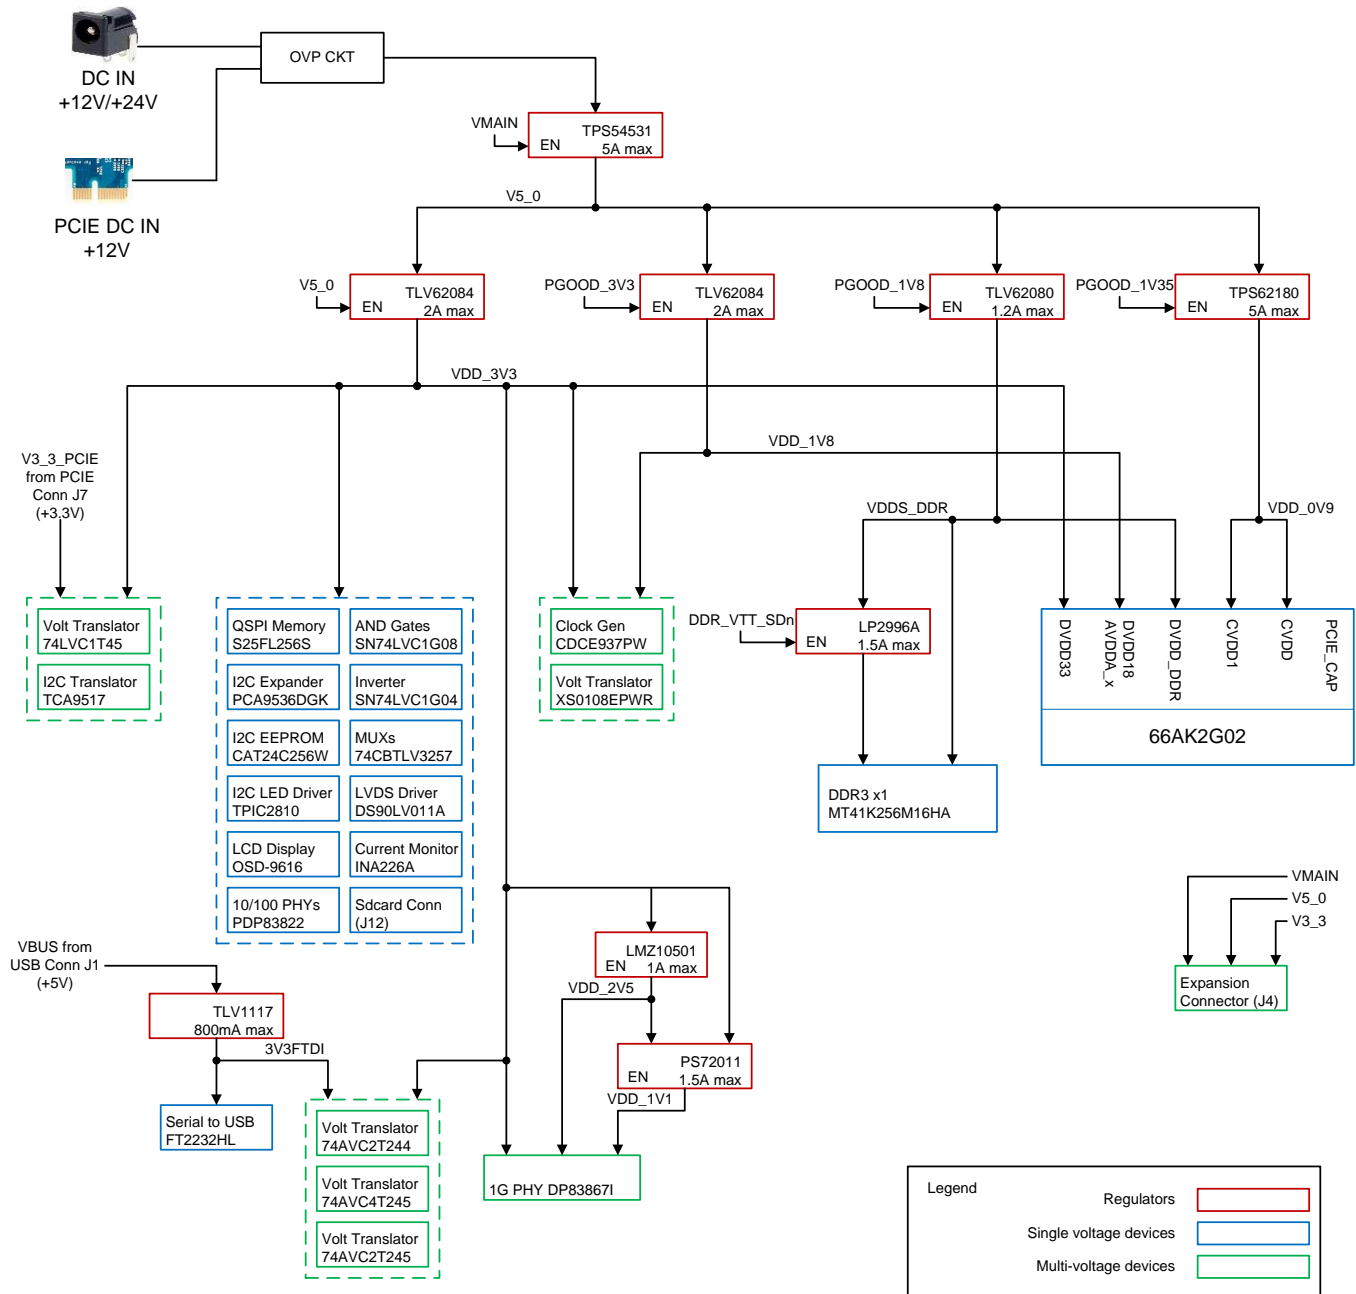 DC IN
+12V/+24V
OVP CKT
PCIE DC IN
+12V
VMAIN
EN
TPS54531
5A max
V5_0
V5_0
EN
TLV62084
2A max
PGOOD_3V3
EN
TLV62084
2A max
PGOOD_1V8
EN
TLV62080
1.2A max
PGOOD_1V35
EN
TPS62180
5A max
VDD_3V3
VDD_1V8
VDDS_DDR
VDD_0V9
V3_3_PCIE
from PCIE
Conn J7
(+3.3V)
Volt Translator
74LVC1T45
I2C Translator
TCA9517
QSPI Memory
S25FL256S
AND Gates
SN74LVC1G08
I2C Expander
PCA9536DGK
Inverter
SN74LVC1G04
I2C EEPROM
CAT24C256W
MUXs
74CBTLV3257
I2C LED Driver
TPIC2810
LVDS Driver
DS90LV011A
LCD Display
OSD-9616
Current Monitor
INA226A
10/100 PHYs
PDP83822
Sdcard Conn
(J12)
Clock Gen
CDCE937PW
Volt Translator
XS0108EPWR
DDR_VTT_SDn
EN
LP2996A
1.5A max
DDR3 x1
MT41K256M16HA
DVDD33
DVDD18
AVDDA_x
DVDD_DDR
CVDD1
CVDD
PCIE_CAP
66AK2G02
VMAIN
V5_0
V3_3
Expansion
Connector (J4)
VBUS from
USB Conn J1
(+5V)
TLV1117
800mA max
3V3FTDI
Serial to USB
FT2232HL
Volt Translator
74AVC2T244
Volt Translator
74AVC4T245
Volt Translator
74AVC2T245
LMZ10501
EN
1A max
VDD_2V5
PS72011
EN
1.5A max
VDD_1V1
1G PHY DP83867I
Legend
Regulators
Single voltage devices
Multi-voltage devices